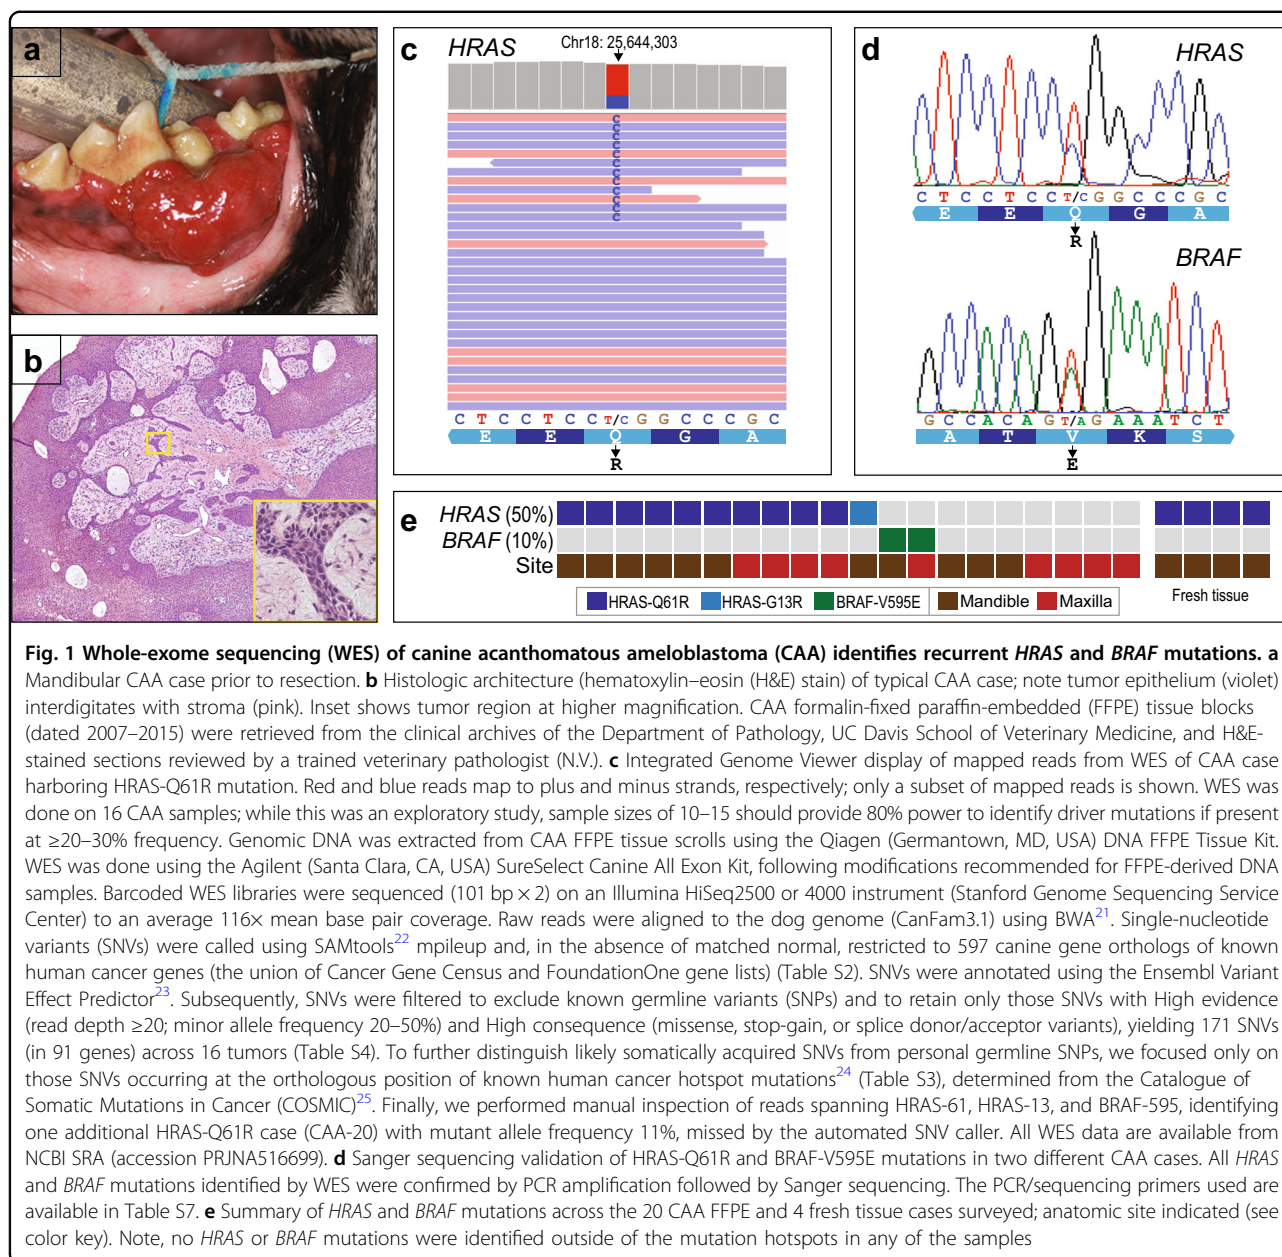 a
b
c
HRAS
Chr18: 25,644,303
C
C
C
C
C
C
C
C
C
C
C
C
C T C C T C C T/C G G C C C G C
E E Q G A
R
d
HRAS
C T C C T C C T/C G G C C C G C
E E Q G A
R
BRAF
G C C A C A G T/A G A A A T C T
A T V K S
E
e
HRAS (50%)
BRAF (10%)
Site
HRAS-Q61R HRAS-G13R BRAF-V595E Mandible Maxilla
Fresh tissue
Fig. 1 Whole-exome sequencing (WES) of canine acanthomatous ameloblastoma (CAA) identifies recurrent HRAS and BRAF mutations. a
Mandibular CAA case prior to resection. b Histologic architecture (hematoxylin–eosin (H&E) stain) of typical CAA case; note tumor epithelium (violet)
interdigitates with stroma (pink). Inset shows tumor region at higher magnification. CAA formalin-fixed paraffin-embedded (FFPE) tissue blocks
(dated 2007–2015) were retrieved from the clinical archives of the Department of Pathology, UC Davis School of Veterinary Medicine, and H&E-
stained sections reviewed by a trained veterinary pathologist (N.V.). c Integrated Genome Viewer display of mapped reads from WES of CAA case
harboring HRAS-Q61R mutation. Red and blue reads map to plus and minus strands, respectively; only a subset of mapped reads is shown. WES was
done on 16 CAA samples; while this was an exploratory study, sample sizes of 10–15 should provide 80% power to identify driver mutations if present
at ≥20–30% frequency. Genomic DNA was extracted from CAA FFPE tissue scrolls using the Qiagen (Germantown, MD, USA) DNA FFPE Tissue Kit.
WES was done using the Agilent (Santa Clara, CA, USA) SureSelect Canine All Exon Kit, following modifications recommended for FFPE-derived DNA
samples. Barcoded WES libraries were sequenced (101 bp × 2) on an Illumina HiSeq2500 or 4000 instrument (Stanford Genome Sequencing Service
Center) to an average 116× mean base pair coverage. Raw reads were aligned to the dog genome (CanFam3.1) using BWA21. Single-nucleotide
variants (SNVs) were called using SAMtools22 mpileup and, in the absence of matched normal, restricted to 597 canine gene orthologs of known
human cancer genes (the union of Cancer Gene Census and FoundationOne gene lists) (Table S2). SNVs were annotated using the Ensembl Variant
Effect Predictor23. Subsequently, SNVs were filtered to exclude known germline variants (SNPs) and to retain only those SNVs with High evidence
(read depth ≥20; minor allele frequency 20–50%) and High consequence (missense, stop-gain, or splice donor/acceptor variants), yielding 171 SNVs
(in 91 genes) across 16 tumors (Table S4). To further distinguish likely somatically acquired SNVs from personal germline SNPs, we focused only on
those SNVs occurring at the orthologous position of known human cancer hotspot mutations24 (Table S3), determined from the Catalogue of
Somatic Mutations in Cancer (COSMIC)25. Finally, we performed manual inspection of reads spanning HRAS-61, HRAS-13, and BRAF-595, identifying
one additional HRAS-Q61R case (CAA-20) with mutant allele frequency 11%, missed by the automated SNV caller. All WES data are available from
NCBI SRA (accession PRJNA516699). d Sanger sequencing validation of HRAS-Q61R and BRAF-V595E mutations in two different CAA cases. All HRAS
and BRAF mutations identified by WES were confirmed by PCR amplification followed by Sanger sequencing. The PCR/sequencing primers used are
available in Table S7. e Summary of HRAS and BRAF mutations across the 20 CAA FFPE and 4 fresh tissue cases surveyed; anatomic site indicated (see
color key). Note, no HRAS or BRAF mutations were identified outside of the mutation hotspots in any of the samples